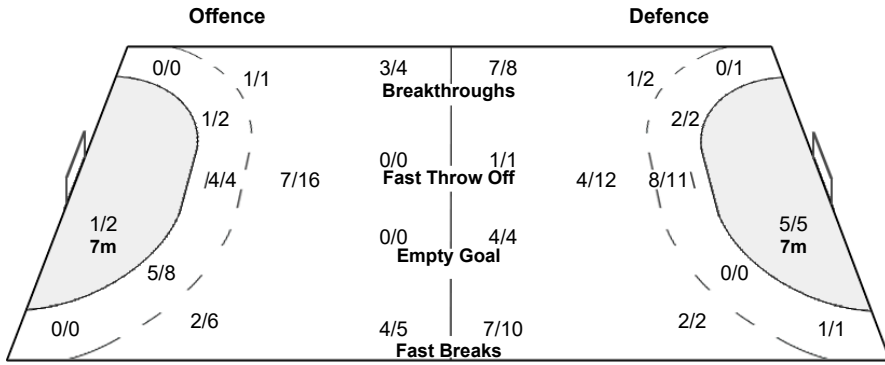 Offence Defence
0/0 1/1 3/4 7/8 1/2 0/1
Breakthroughs
1/2 2/2
0/0 1/1
4/4 7/16 Fast Throw Off 4/12 8/11
1/2 5/5
7m 7m
0/0 4/4
Empty Goal
5/8 0/0
0/0 2/6 4/5 7/10 2/2 1/1
Fast Breaks